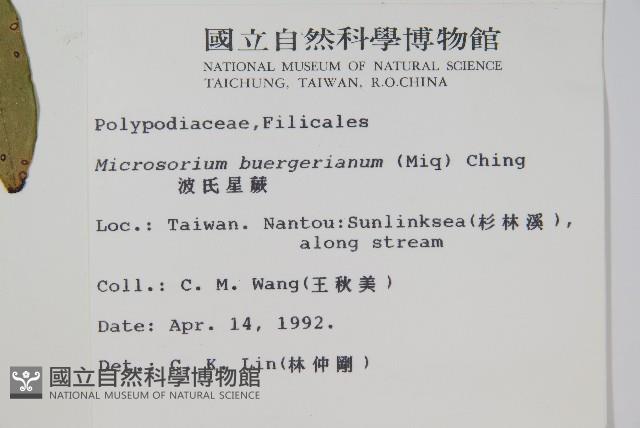 國立自然科學博物館
NATIONAL MUSEUM OF NATURAL SCIENCE
TAICHUNG, TAIWAN, R.O.CHINA
Polypodiaceae,Filicales
Microsorium buergerianum (Miq) Ching
波氏星蕨
Loc.: Taiwan. Nantou:Sunlinksea(杉林溪),
along stream
Coll.: C. M. Wang(王秋美)
Date: Apr. 14, 1992.
Det.: C. K. Lin(林仲剛)
國立自然科學博物館
NATIONAL MUSEUM OF NATURAL SCIENCE